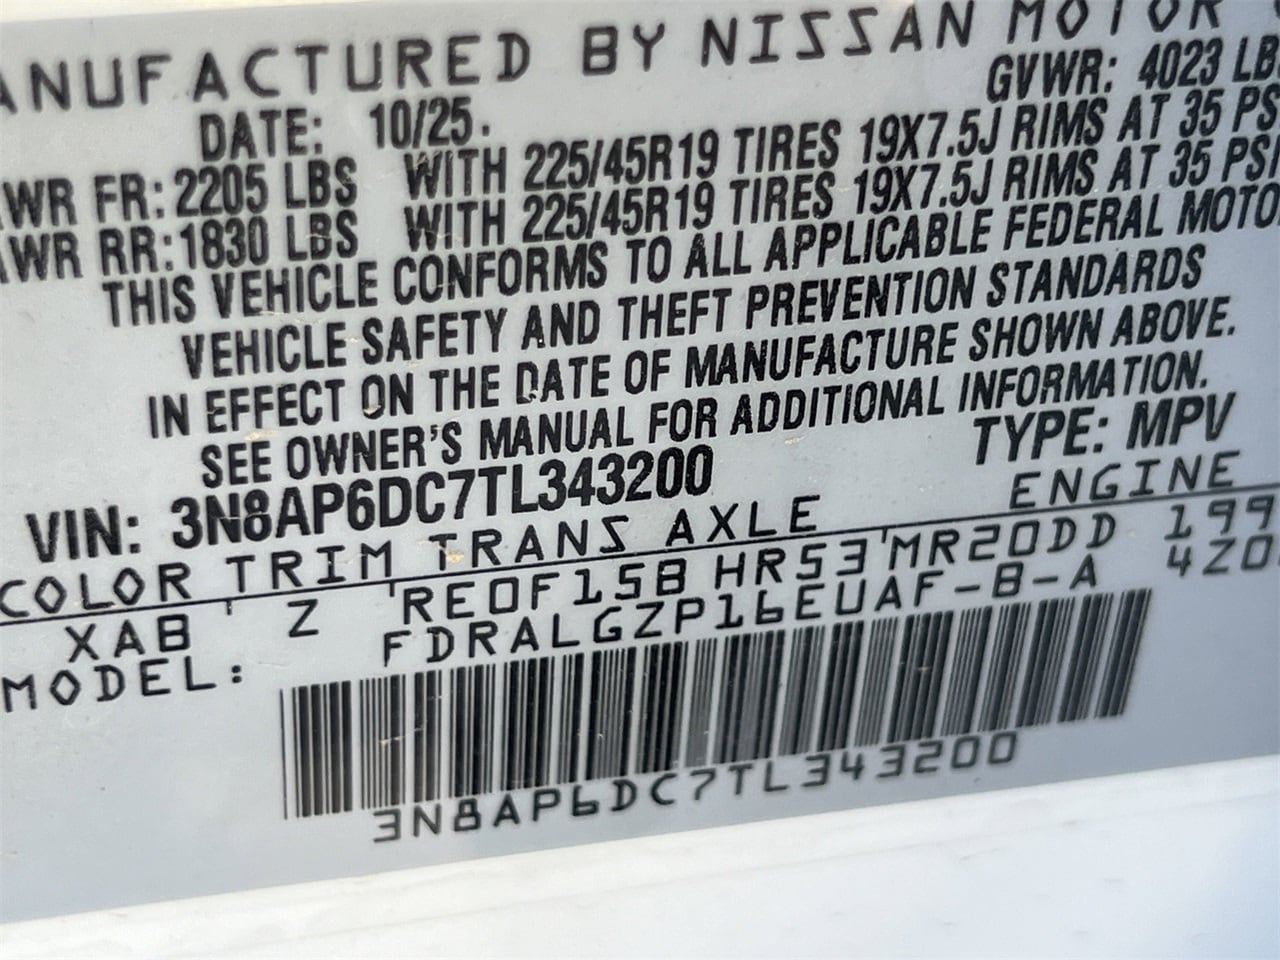 ANUFACTURED BY NISSAN MOTOR
DATE: 10/25. GVWR: 4023 LB
WR FR: 2205 LBS WITH 225/45R19 TIRES 19X7.5J RIMS AT 35 PS
AWR RR: 1830 LBS WITH 225/45R19 TIRES 19X7.5J RIMS AT 35 PSI
THIS VEHICLE CONFORMS TO ALL APPLICABLE FEDERAL MOTO
VEHICLE SAFETY AND THEFT PREVENTION STANDARDS
IN EFFECT ON THE DATE OF MANUFACTURE SHOWN ABOVE.
SEE OWNER'S MANUAL FOR ADDITIONAL INFORMATION.
VIN: 3N8AP6DC7TL343200 TYPE: MPV
COLOR TRIM TRANS AXLE ENGINE
XAB Z RE0F15B HR53 MR20DD 199
MODEL: FDRALGZP16EUAF-B-A 4Z0
3N8AP6DC7TL343200